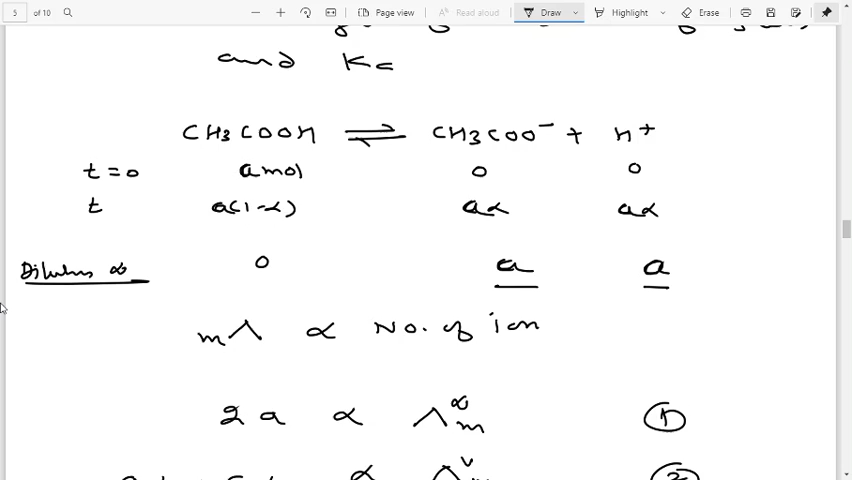 5 of 10 Page view Read aloud Draw Highlight Erase
and Kc
CH3COOH ⇌ CH3COO⁻ + H⁺
t=0 a mol 0 0
t a(1-α) aα aα
∞ 0 a a
mΛ ∝ No. of ion
2a ∝ Λ∞m ①